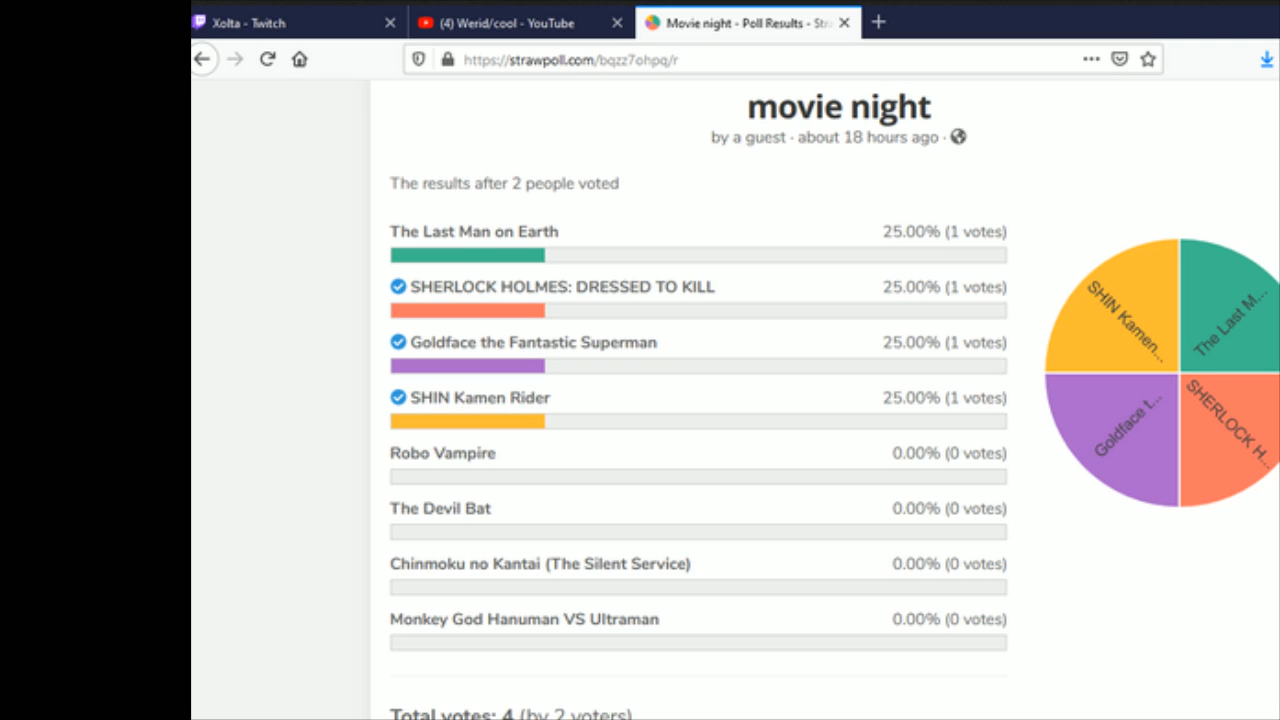 Xolta - Twitch
(4) Werid/cool - YouTube
Movie night - Poll Results - Str
https://strawpoll.com/bqzz7ohpq/r
movie night
by a guest · about 18 hours ago ·
The results after 2 people voted
The Last Man on Earth 25.00% (1 votes)
SHERLOCK HOLMES: DRESSED TO KILL 25.00% (1 votes)
Goldface the Fantastic Superman 25.00% (1 votes)
SHIN Kamen Rider 25.00% (1 votes)
Robo Vampire 0.00% (0 votes)
The Devil Bat 0.00% (0 votes)
Chinmoku no Kantai (The Silent Service) 0.00% (0 votes)
Monkey God Hanuman VS Ultraman 0.00% (0 votes)
SHIN Kamen...
The Last M...
Goldface t...
SHERLOCK H...
Total votes: 4 (by 2 voters)